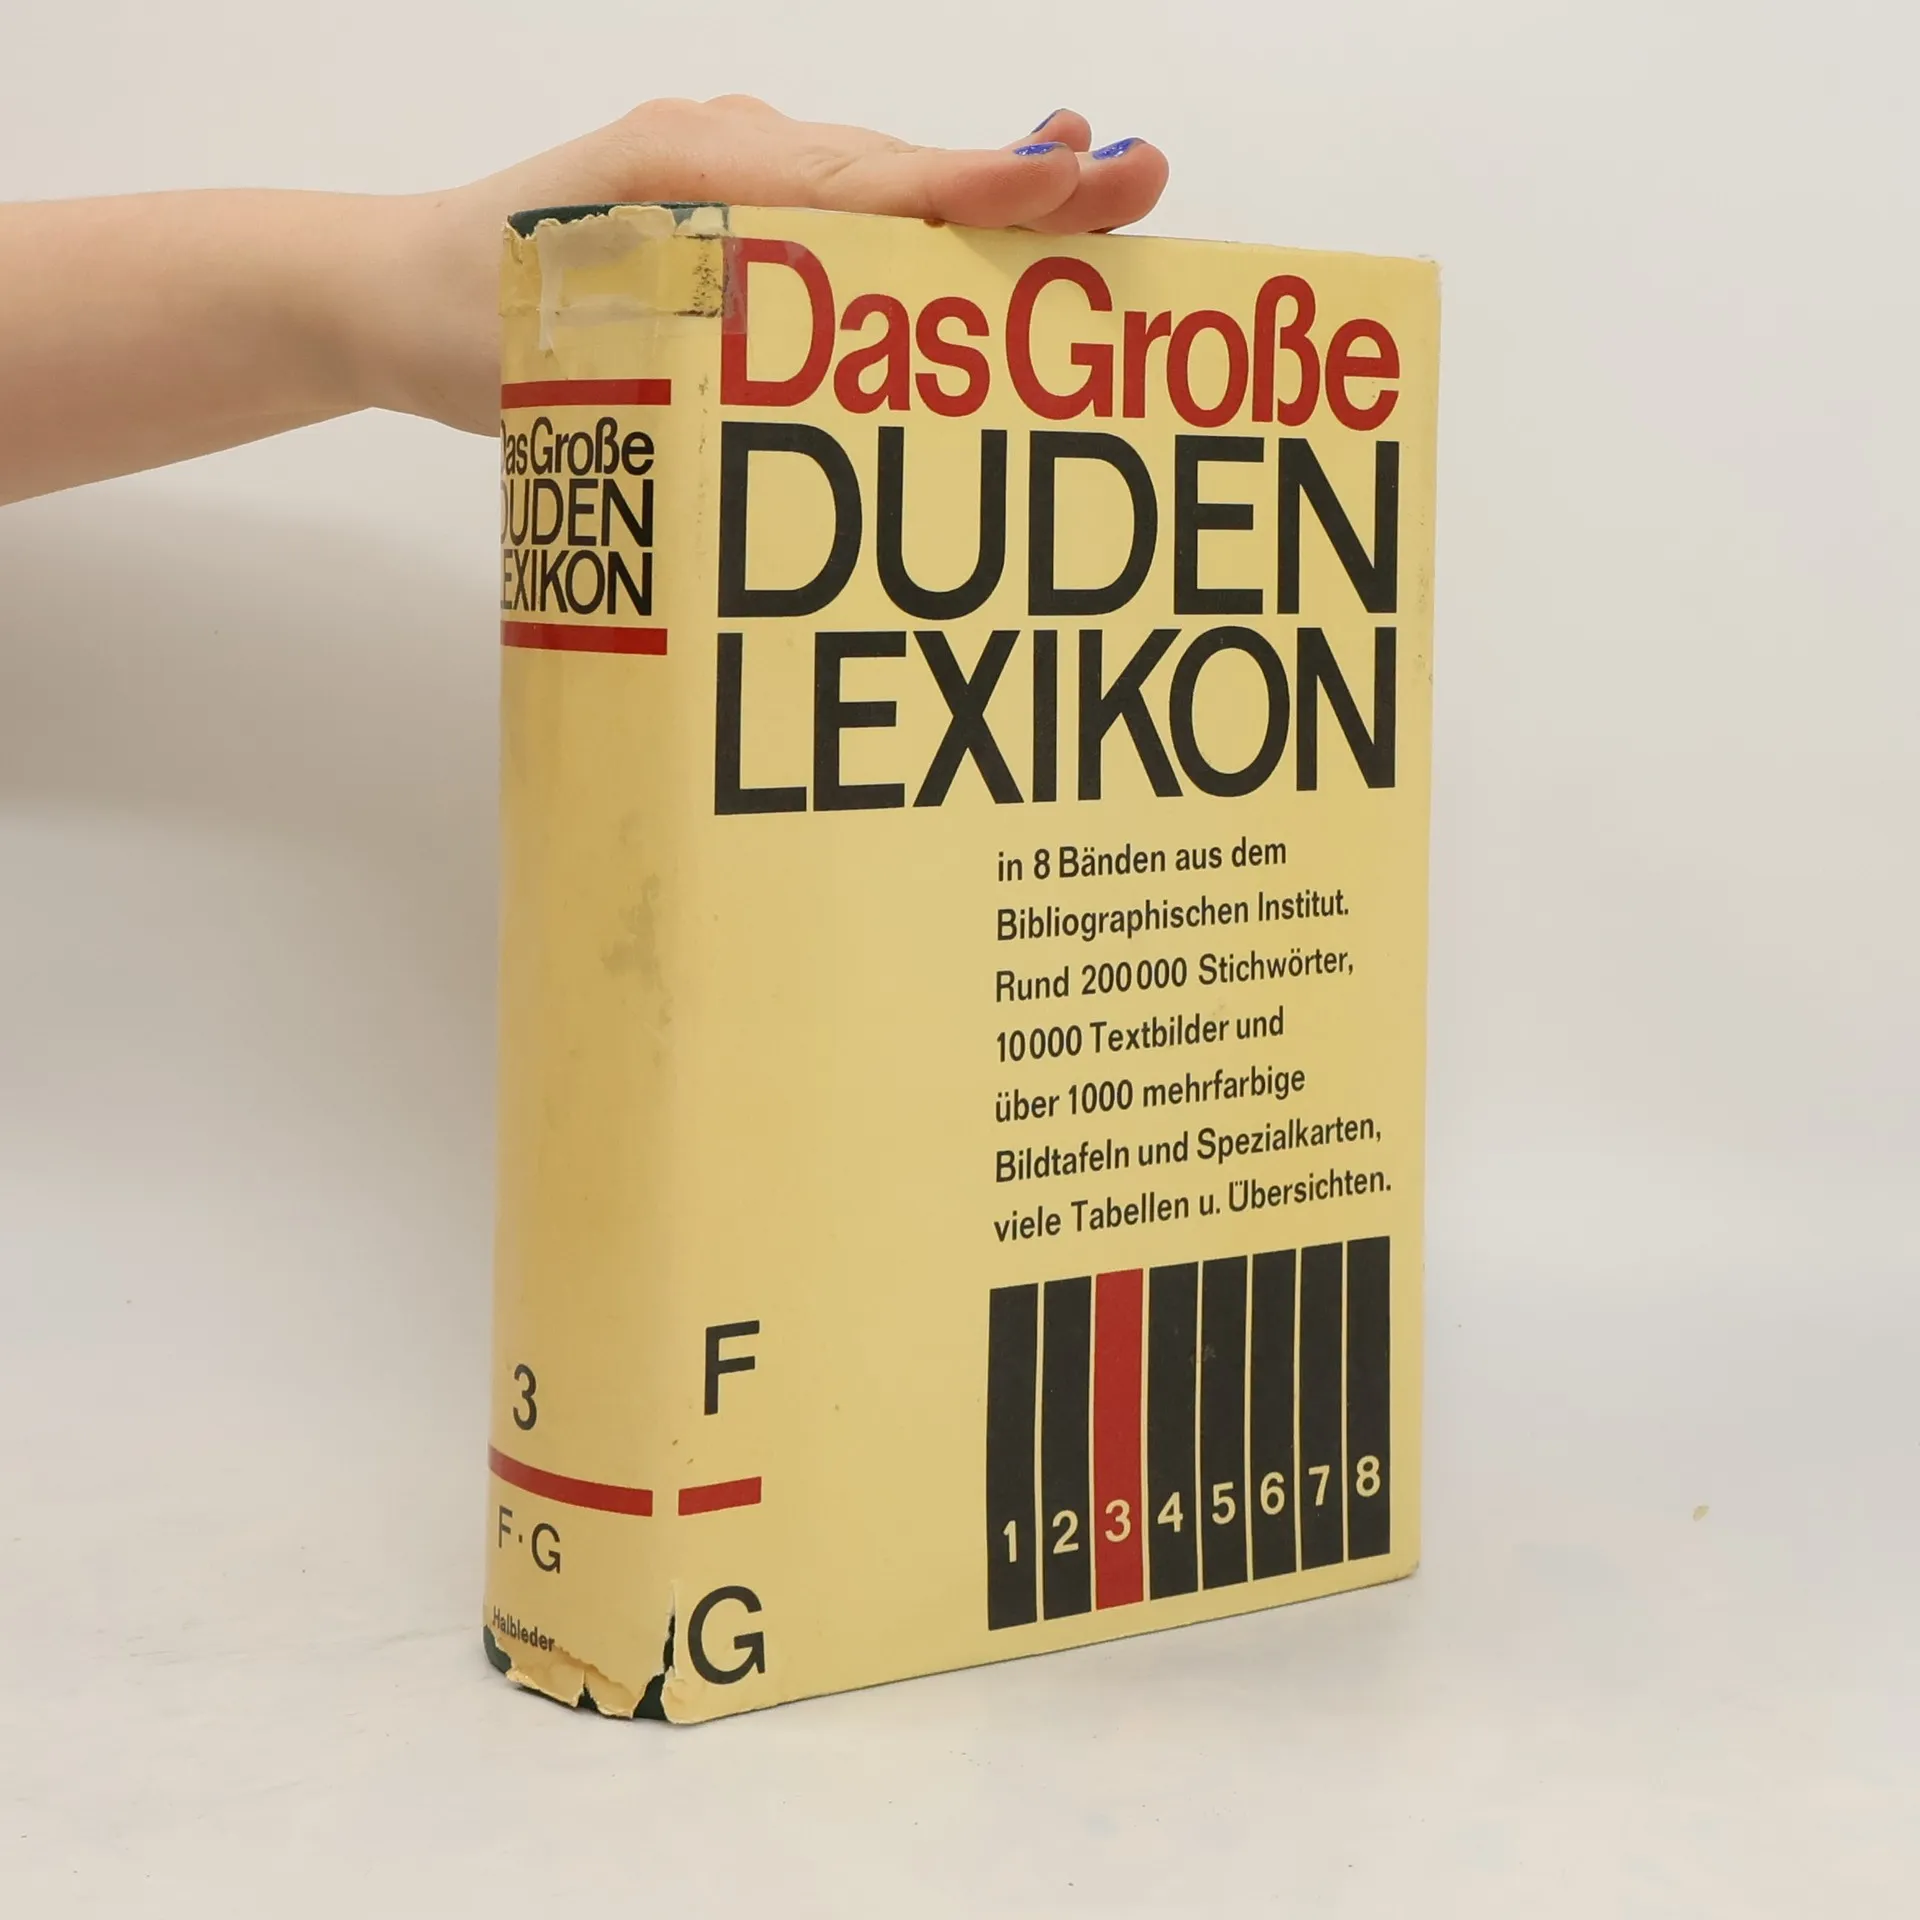 Das Große
DUDEN
LEXIKON
in 8 Bänden aus dem
Bibliographischen Institut.
Rund 200000 Stichwörter,
10000 Textbilder und
über 1000 mehrfarbige
Bildtafeln und Spezialkarten,
viele Tabellen u. Übersichten.
F
G
1 2 3 4 5 6 7 8
Das Große
DUDEN
LEXIKON
3
F·G
Halbleder